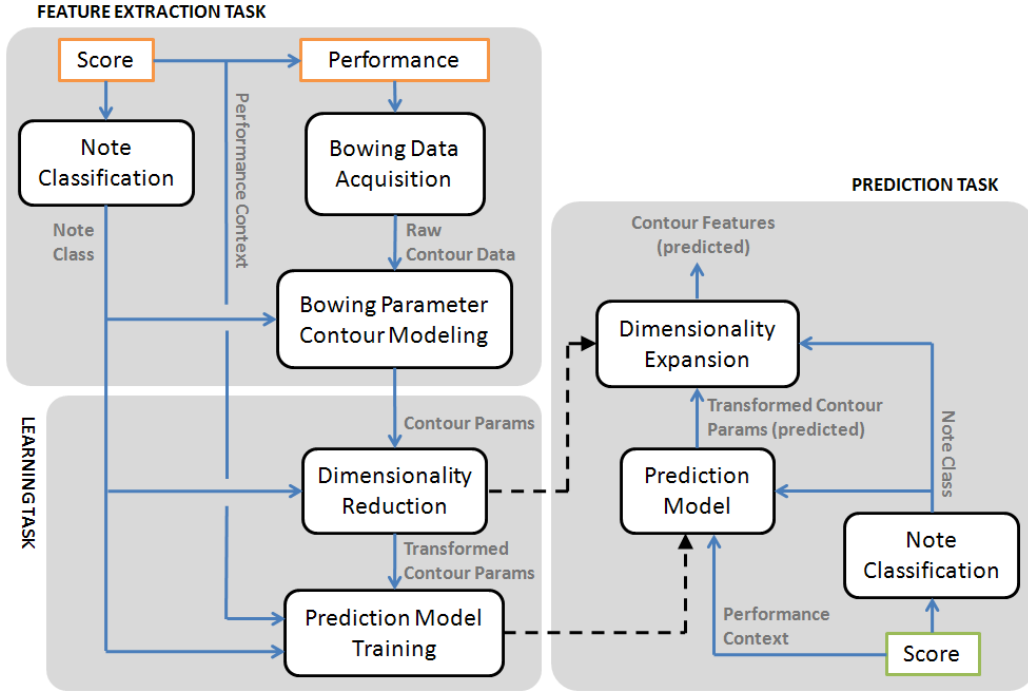 FEATURE EXTRACTION TASK
Score
Performance
Performance Context
Note
Classification
Bowing Data
Acquisition
Note
Class
Raw
Contour Data
Bowing Parameter
Contour Modeling
LEARNING TASK
Contour Params
Dimensionality
Reduction
Transformed
Contour Params
Prediction Model
Training
PREDICTION TASK
Contour Features
(predicted)
Dimensionality
Expansion
Transformed Contour
Params (predicted)
Note Class
Prediction
Model
Note
Classification
Performance
Context
Score